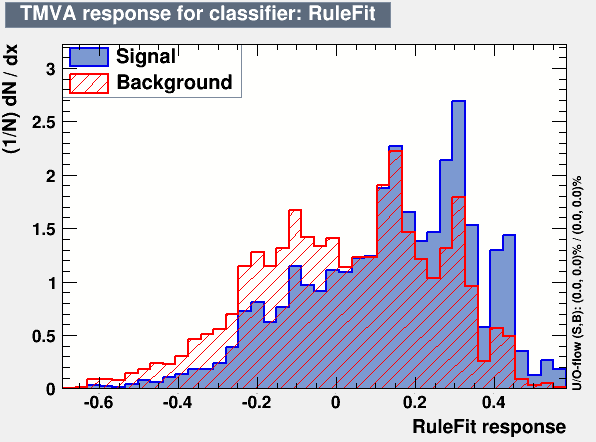 TMVA response for classifier: RuleFit
(1/N) dN / dx
Signal
Background
3
2.5
2
1.5
1
0.5
0
-0.6 -0.4 -0.2 0 0.2 0.4
RuleFit response
U/O-flow (S,B): (0.0, 0.0)% / (0.0, 0.0)%